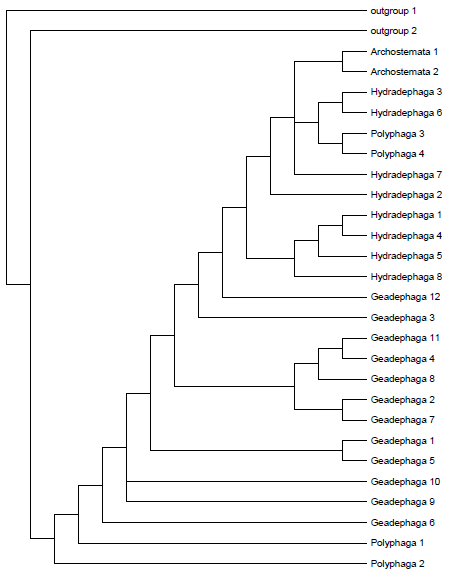 outgroup 1
outgroup 2
Archostemata 1
Archostemata 2
Hydradephaga 3
Hydradephaga 6
Polyphaga 3
Polyphaga 4
Hydradephaga 7
Hydradephaga 2
Hydradephaga 1
Hydradephaga 4
Hydradephaga 5
Hydradephaga 8
Geadephaga 12
Geadephaga 3
Geadephaga 11
Geadephaga 4
Geadephaga 8
Geadephaga 2
Geadephaga 7
Geadephaga 1
Geadephaga 5
Geadephaga 10
Geadephaga 9
Geadephaga 6
Polyphaga 1
Polyphaga 2